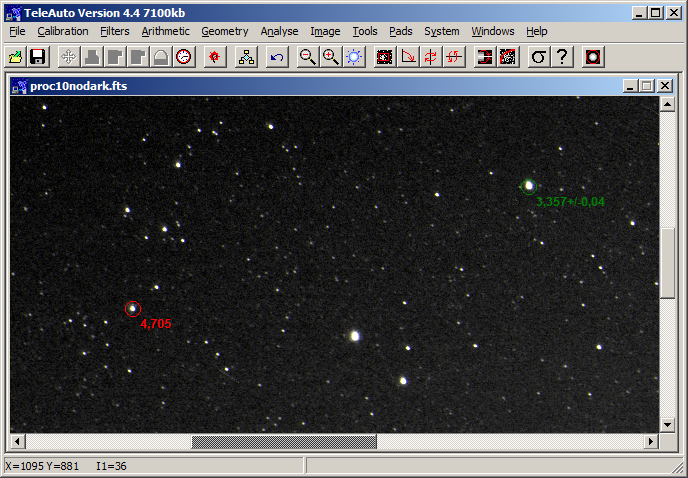 TeleAuto Version 4.4 7100kb
File Calibration Filters Arithmetic Geometry Analyse Image Tools Pads System Windows Help
σ ?
proc10nodark.fts
3,357+/-0,04
4,705
X=1095 Y=881 I1=36